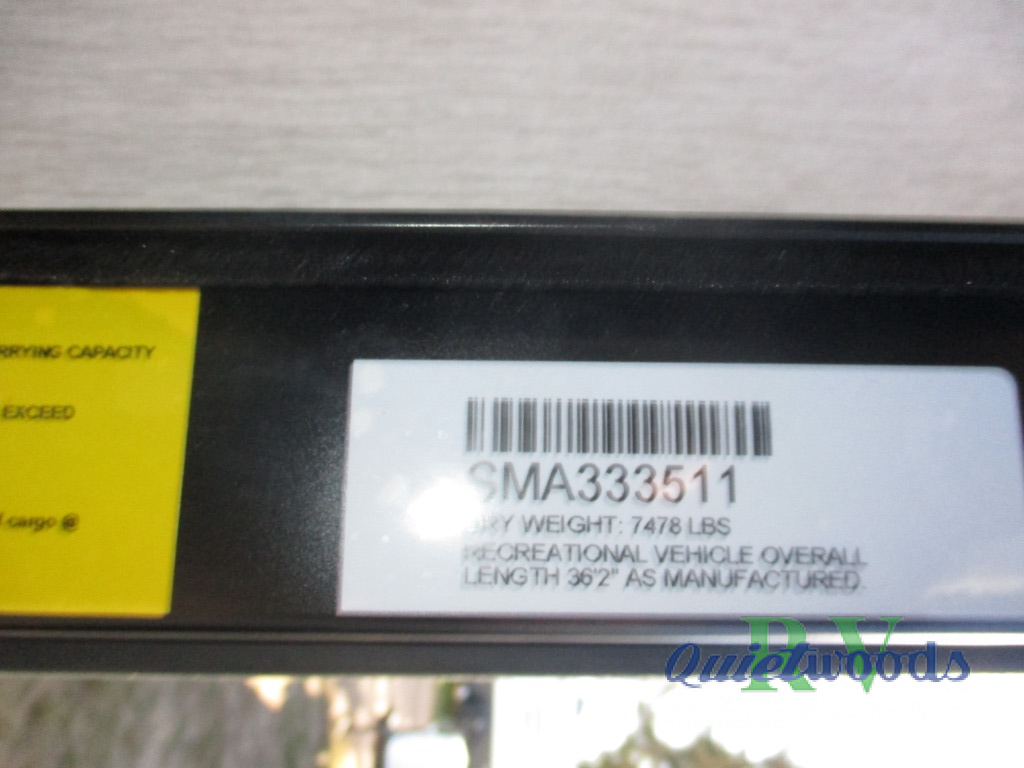 RRYING CAPACITY
EXCEED
f cargo @
SMA333511
DRY WEIGHT: 7478 LBS
RECREATIONAL VEHICLE OVERALL
LENGTH 36'2" AS MANUFACTURED.
RV
Quietwoods